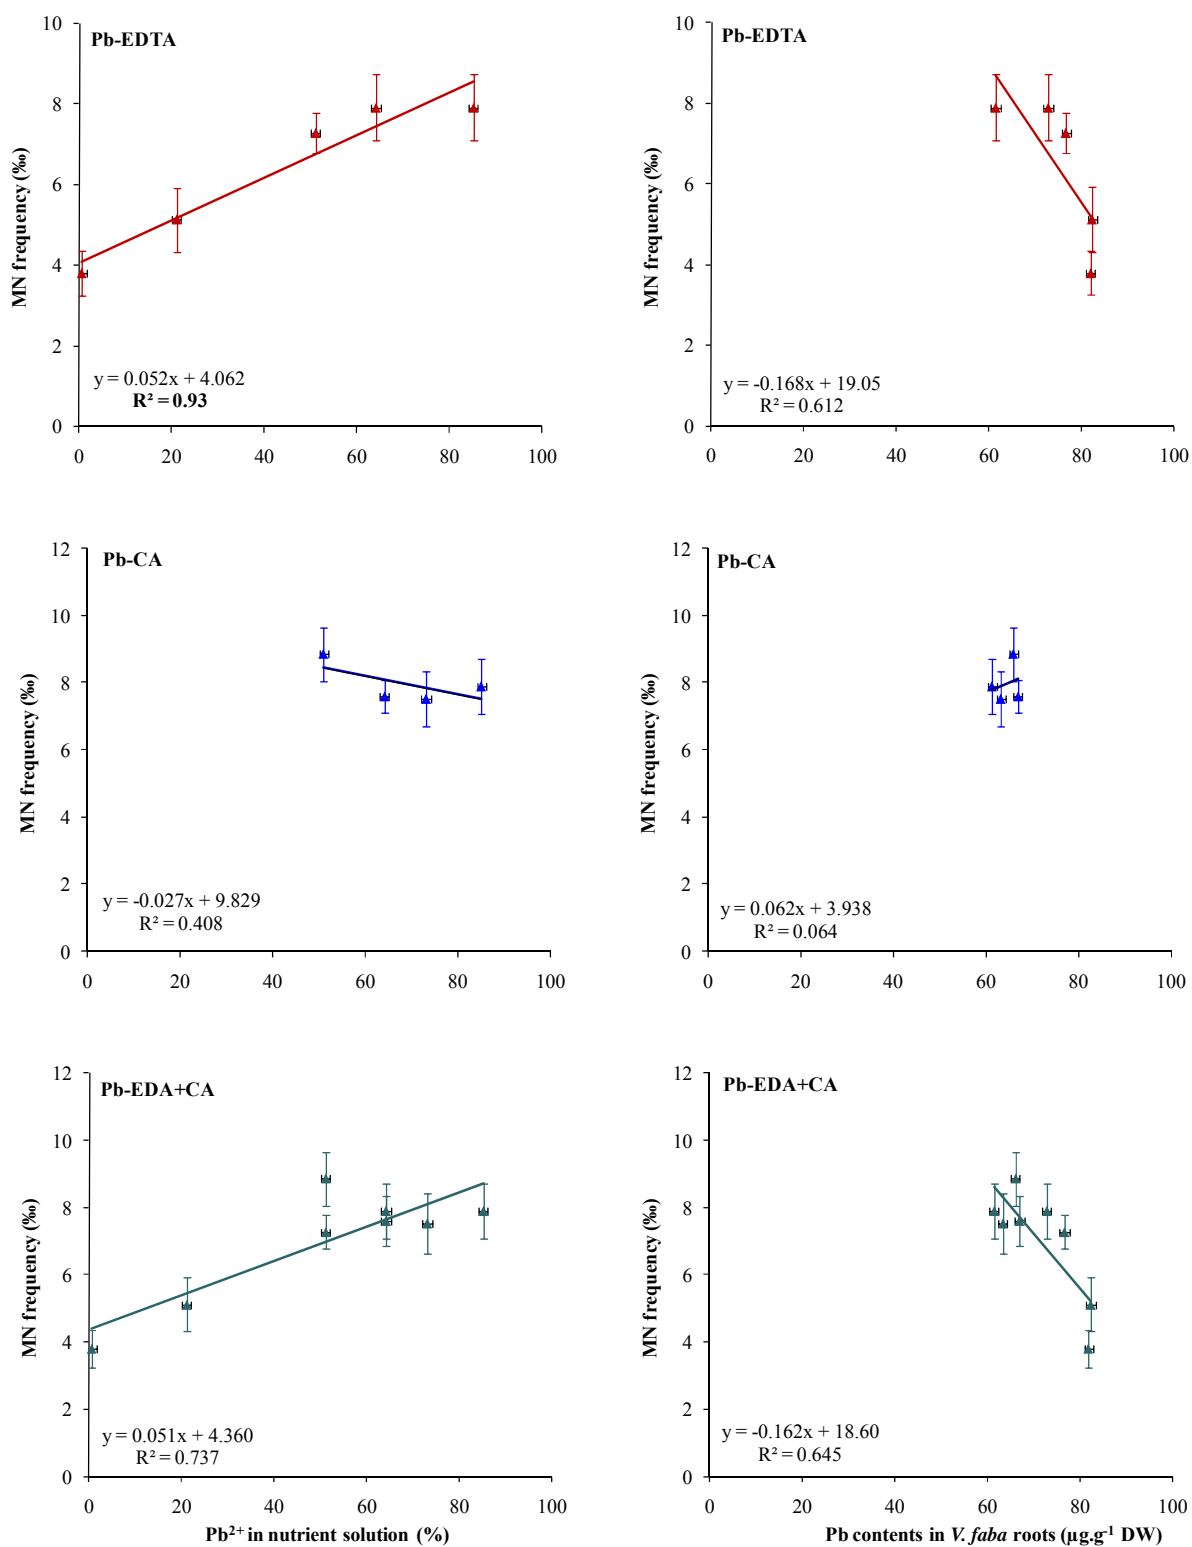 Pb-EDTA
MN frequency (‰)
10
8
6
4
2
0
y = 0.052x + 4.062
R² = 0.93
0 20 40 60 80 100
Pb-EDTA
MN frequency (‰)
10
8
6
4
2
0
y = -0.168x + 19.05
R² = 0.612
0 20 40 60 80 100
Pb-CA
MN frequency (‰)
12
10
8
6
4
2
0
y = -0.027x + 9.829
R² = 0.408
0 20 40 60 80 100
Pb-CA
MN frequency (‰)
12
10
8
6
4
2
0
y = 0.062x + 3.938
R² = 0.064
0 20 40 60 80 100
Pb-EDA+CA
MN frequency (‰)
12
10
8
6
4
2
0
y = 0.051x + 4.360
R² = 0.737
0 20 40 60 80 100
Pb²⁺ in nutrient solution (%)
Pb-EDA+CA
MN frequency (‰)
12
10
8
6
4
2
0
y = -0.162x + 18.60
R² = 0.645
0 20 40 60 80 100
Pb contents in V. faba roots (µg.g⁻¹ DW)